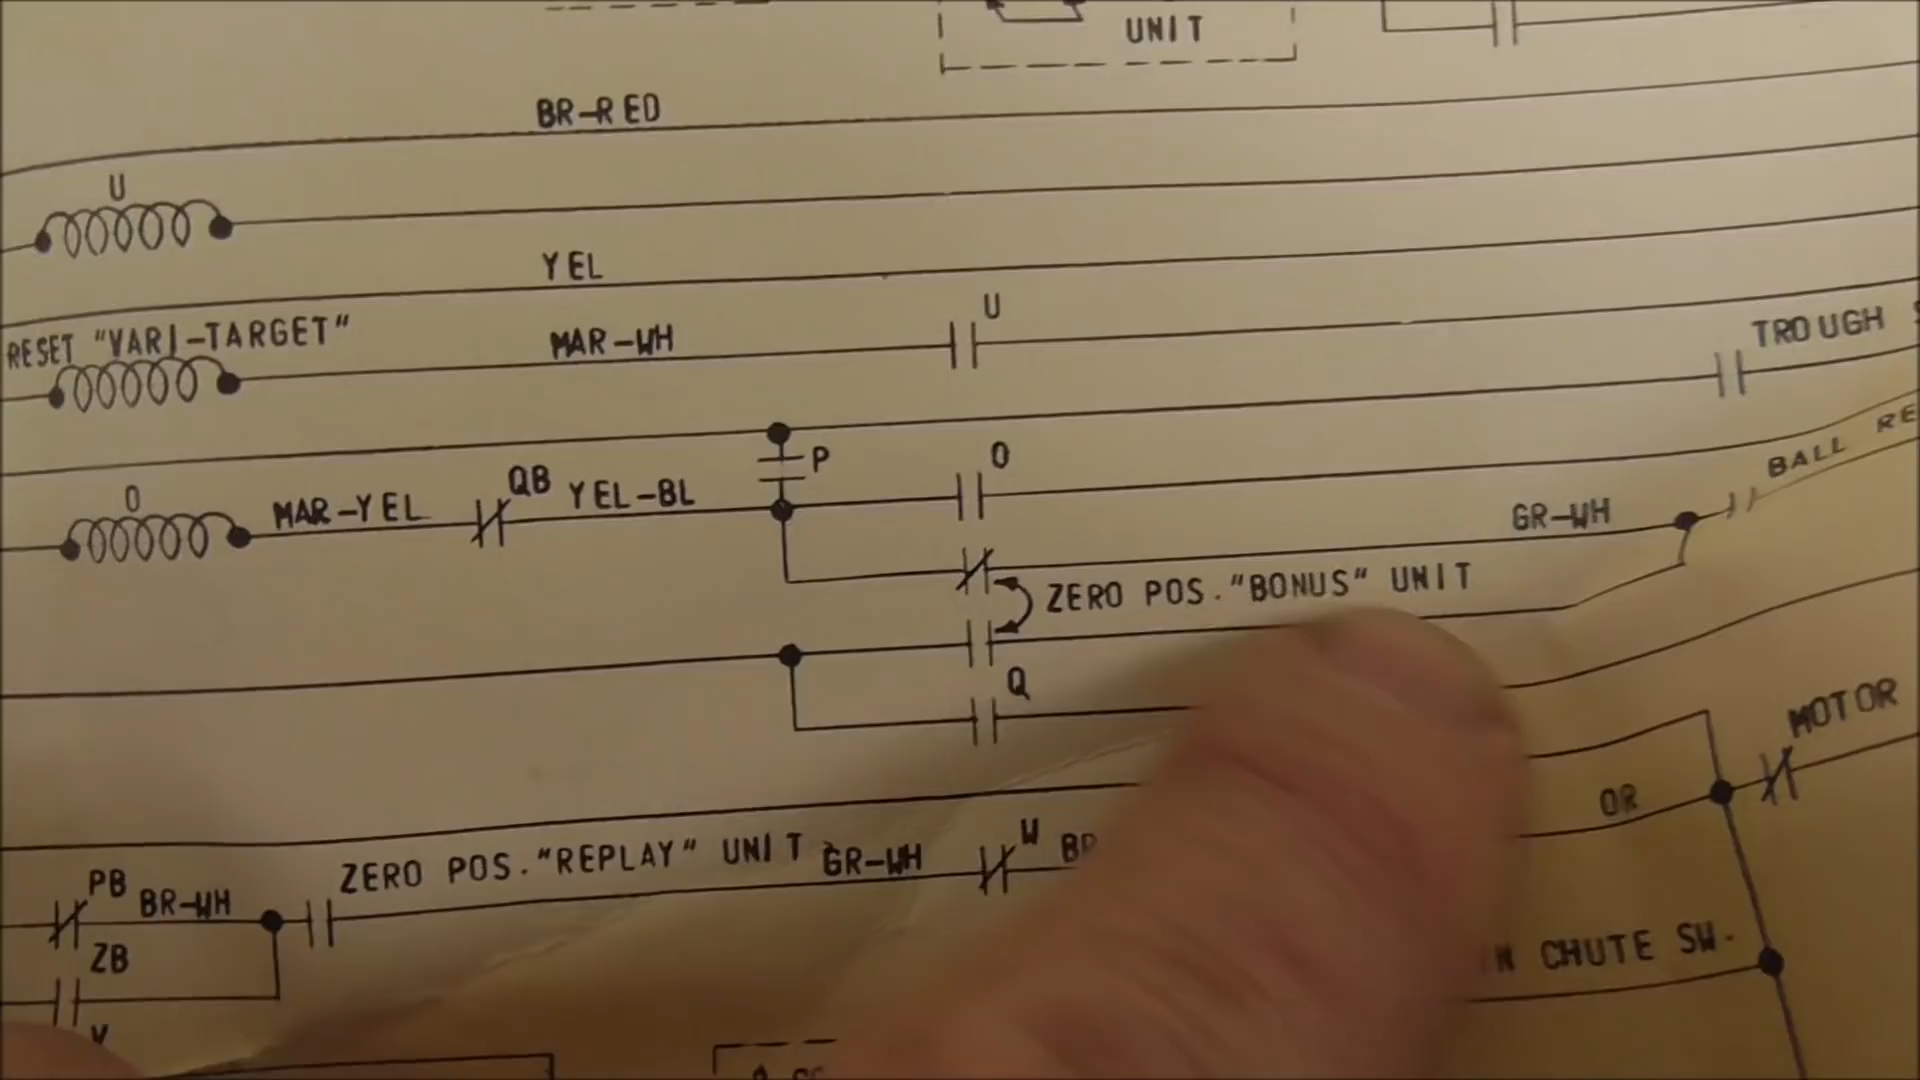 UNIT
BR-RED
U
YEL
RESET "VARI-TARGET"
MAR-WH
U
TROUGH
P
O
BALL
O
MAR-YEL
QB
YEL-BL
GR-WH
ZERO POS. "BONUS" UNIT
Q
MOTOR
OR
ZERO POS. "REPLAY" UNIT
GR-WH
W
PB
BR-WH
ZB
CHUTE SW.